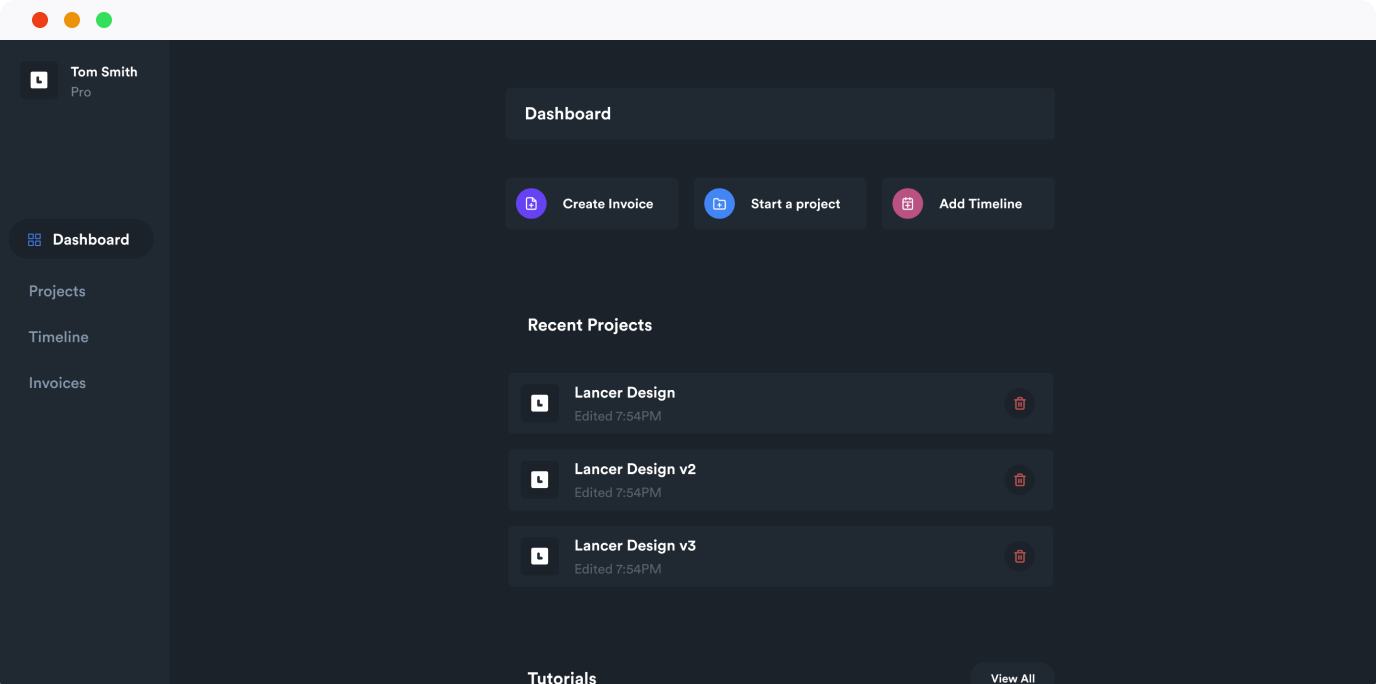 Tom Smith
Pro
Dashboard
Projects
Timeline
Invoices
Dashboard
Create Invoice
Start a project
Add Timeline
Recent Projects
Lancer Design
Edited 7:54PM
Lancer Design v2
Edited 7:54PM
Lancer Design v3
Edited 7:54PM
Tutorials
View All